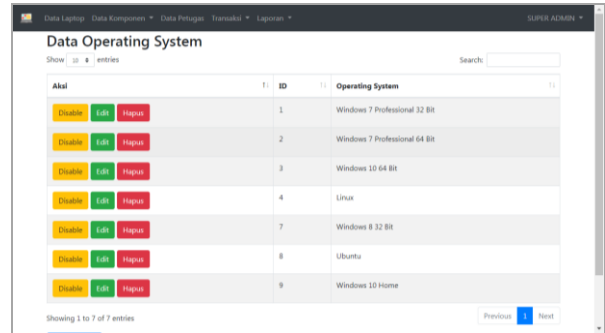 Data Laptop Data Komponen Data Petugas Transaksi Laporan SUPER ADMIN
Data Operating System
Show 10 entries Search:
Aksi ID Operating System
Disable Edit Hapus 1 Windows 7 Professional 32 Bit
Disable Edit Hapus 2 Windows 7 Professional 64 Bit
Disable Edit Hapus 3 Windows 10 64 Bit
Disable Edit Hapus 4 Linux
Disable Edit Hapus 7 Windows 8 32 Bit
Disable Edit Hapus 8 Ubuntu
Disable Edit Hapus 9 Windows 10 Home
Showing 1 to 7 of 7 entries Previous 1 Next